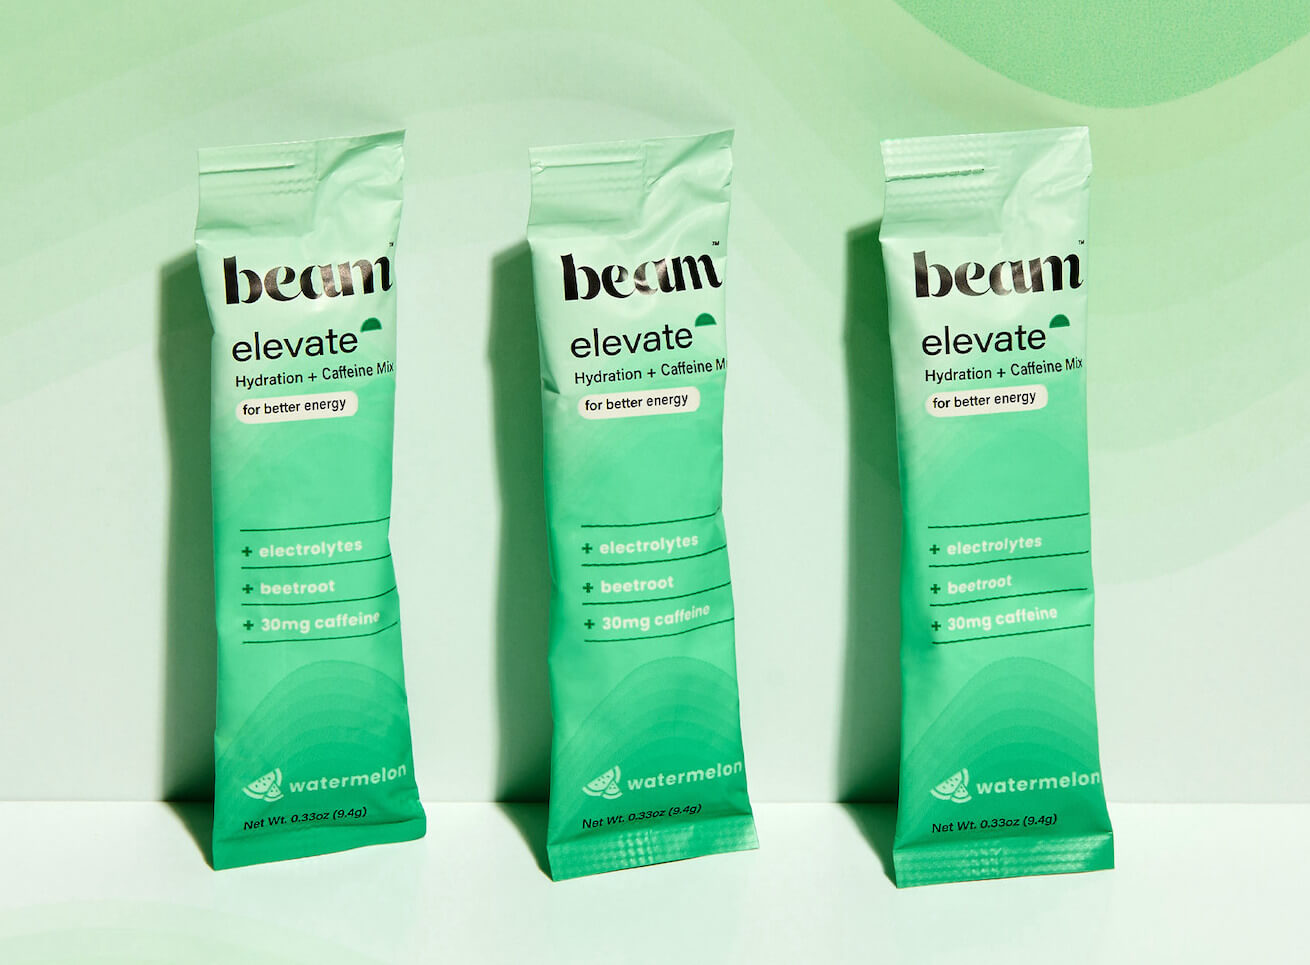 beam™
elevate
Hydration + Caffeine Mix
for better energy
+ electrolytes
+ beetroot
+ 30mg caffeine
watermelon
Net Wt. 0.33oz (9.4g)
beam™
elevate
Hydration + Caffeine
for better energy
+ electrolytes
+ beetroot
+ 30mg caffeine
watermelon
Net Wt. 0.33oz (9.4g)
beam™
elevate
Hydration + Caffeine Mix
for better energy
+ electrolytes
+ beetroot
+ 30mg caffeine
watermelon
Net Wt. 0.33oz (9.4g)